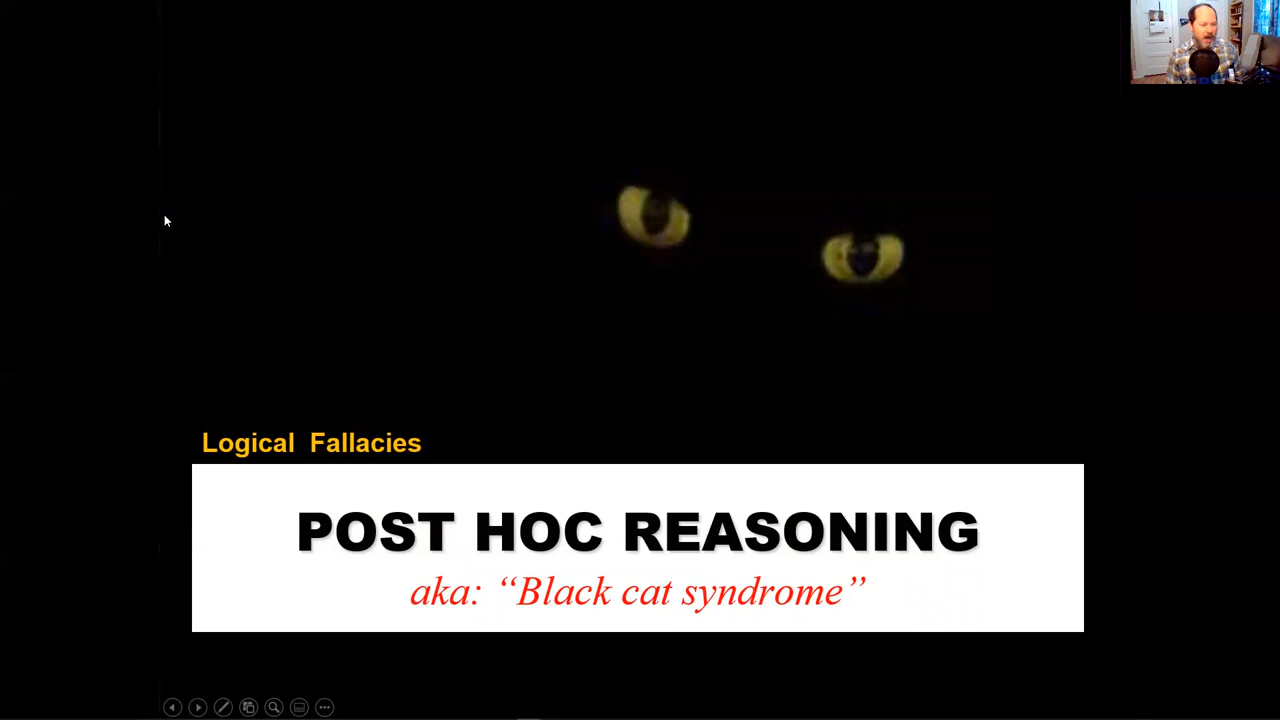 Logical Fallacies
POST HOC REASONING
aka: “Black cat syndrome”